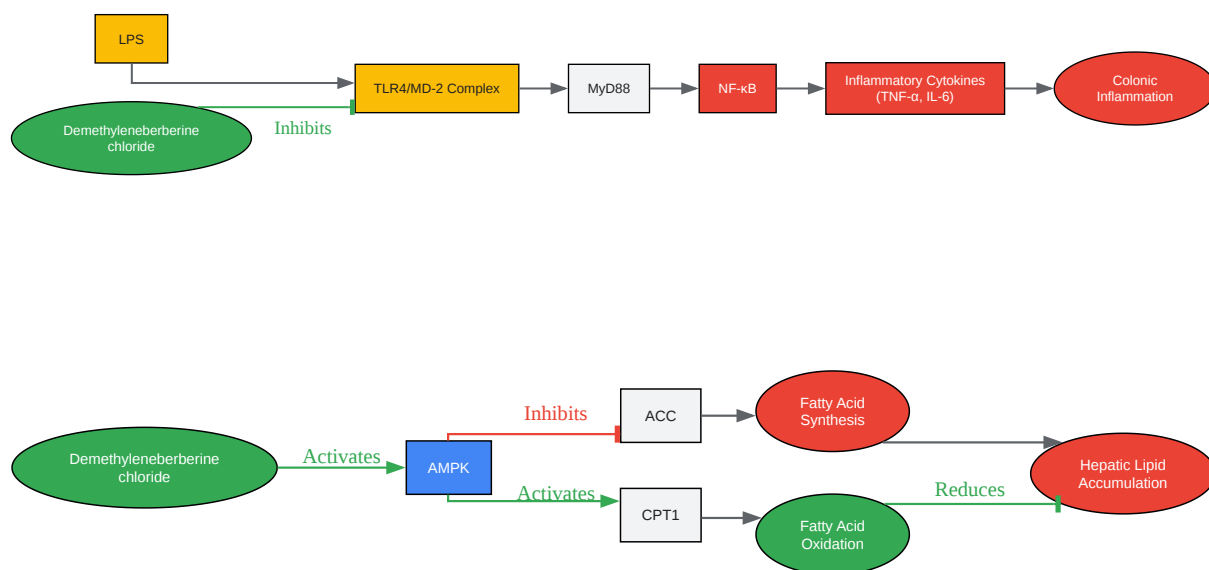 LPS
TLR4/MD-2 Complex
MyD88
NF-κB
Inflammatory Cytokines
(TNF-α, IL-6)
Colonic
Inflammation
Demethyleneberberine
chloride
Inhibits
Demethyleneberberine
chloride
Activates
AMPK
Inhibits
Activates
ACC
CPT1
Fatty Acid
Synthesis
Fatty Acid
Oxidation
Reduces
Hepatic Lipid
Accumulation